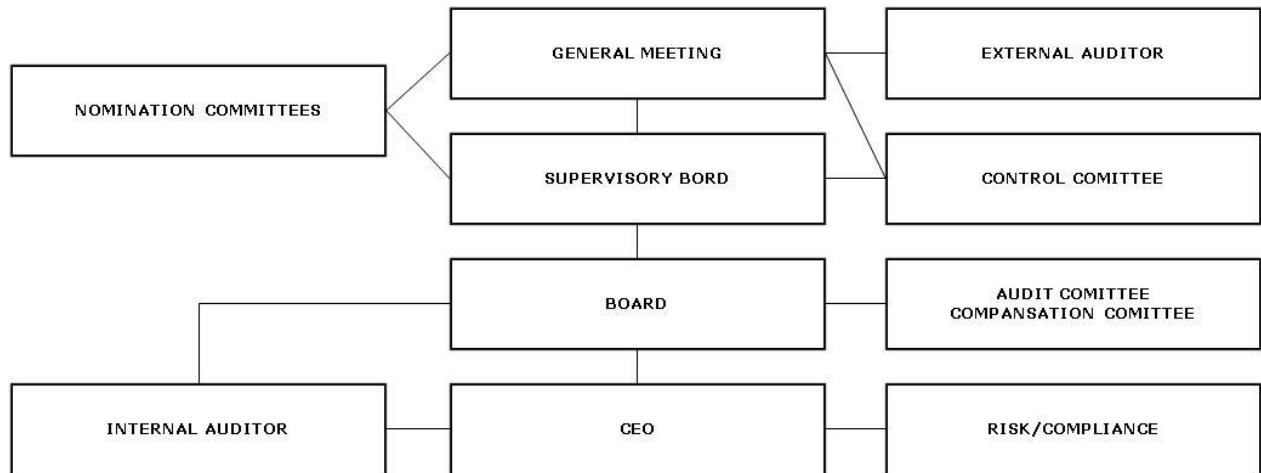 GENERAL MEETING
EXTERNAL AUDITOR
NOMINATION COMMITTEES
SUPERVISORY BORD
CONTROL COMITTEE
BOARD
AUDIT COMITTEE
COMPANSATION COMITTEE
INTERNAL AUDITOR
CEO
RISK/COMPLIANCE